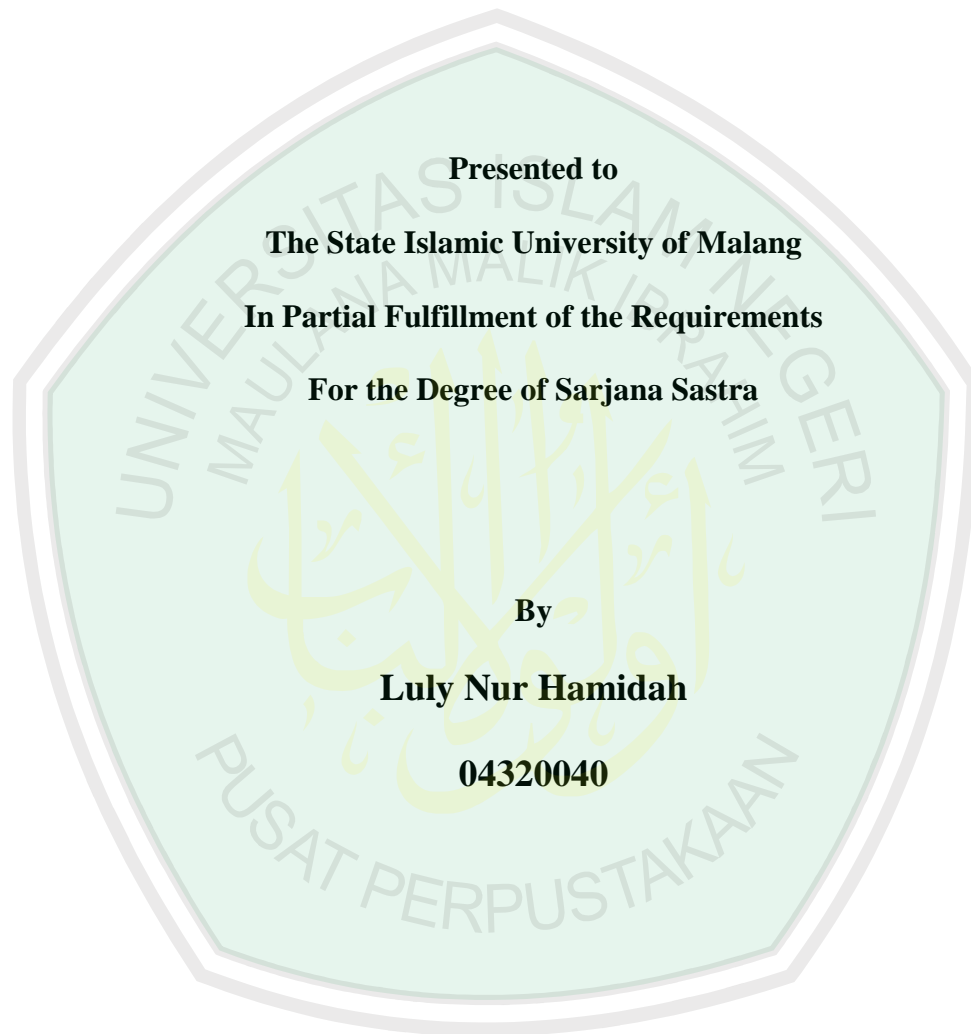 Presented to
The State Islamic University of Malang
In Partial Fulfillment of the Requirements
For the Degree of Sarjana Sastra
By
Luly Nur Hamidah
04320040
UNIVERSITAS ISLAM NEGERI
MAULANA MALIK IBRAHIM
PUSAT PERPUSTAKAAN